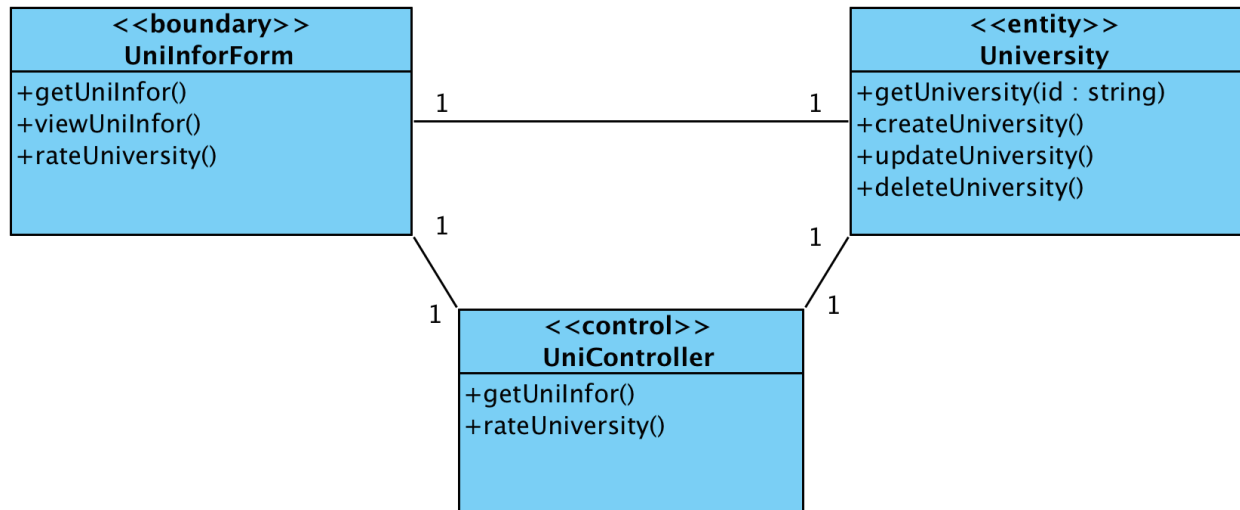 <<boundary>>
UniInforForm
+getUniInfor()
+viewUniInfor()
+rateUniversity()
<<entity>>
University
+getUniversity(id : string)
+createUniversity()
+updateUniversity()
+deleteUniversity()
1
1
1
1
1
1
<<control>>
UniController
+getUniInfor()
+rateUniversity()